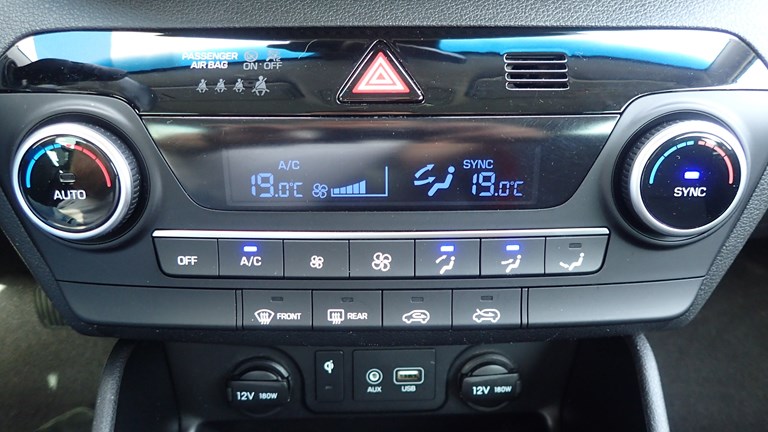 PASSENGER
AIR BAG ON OFF
A/C SYNC
19.0°C 19.0°C
AUTO SYNC
OFF A/C
FRONT REAR
12V 180W AUX USB 12V 180W